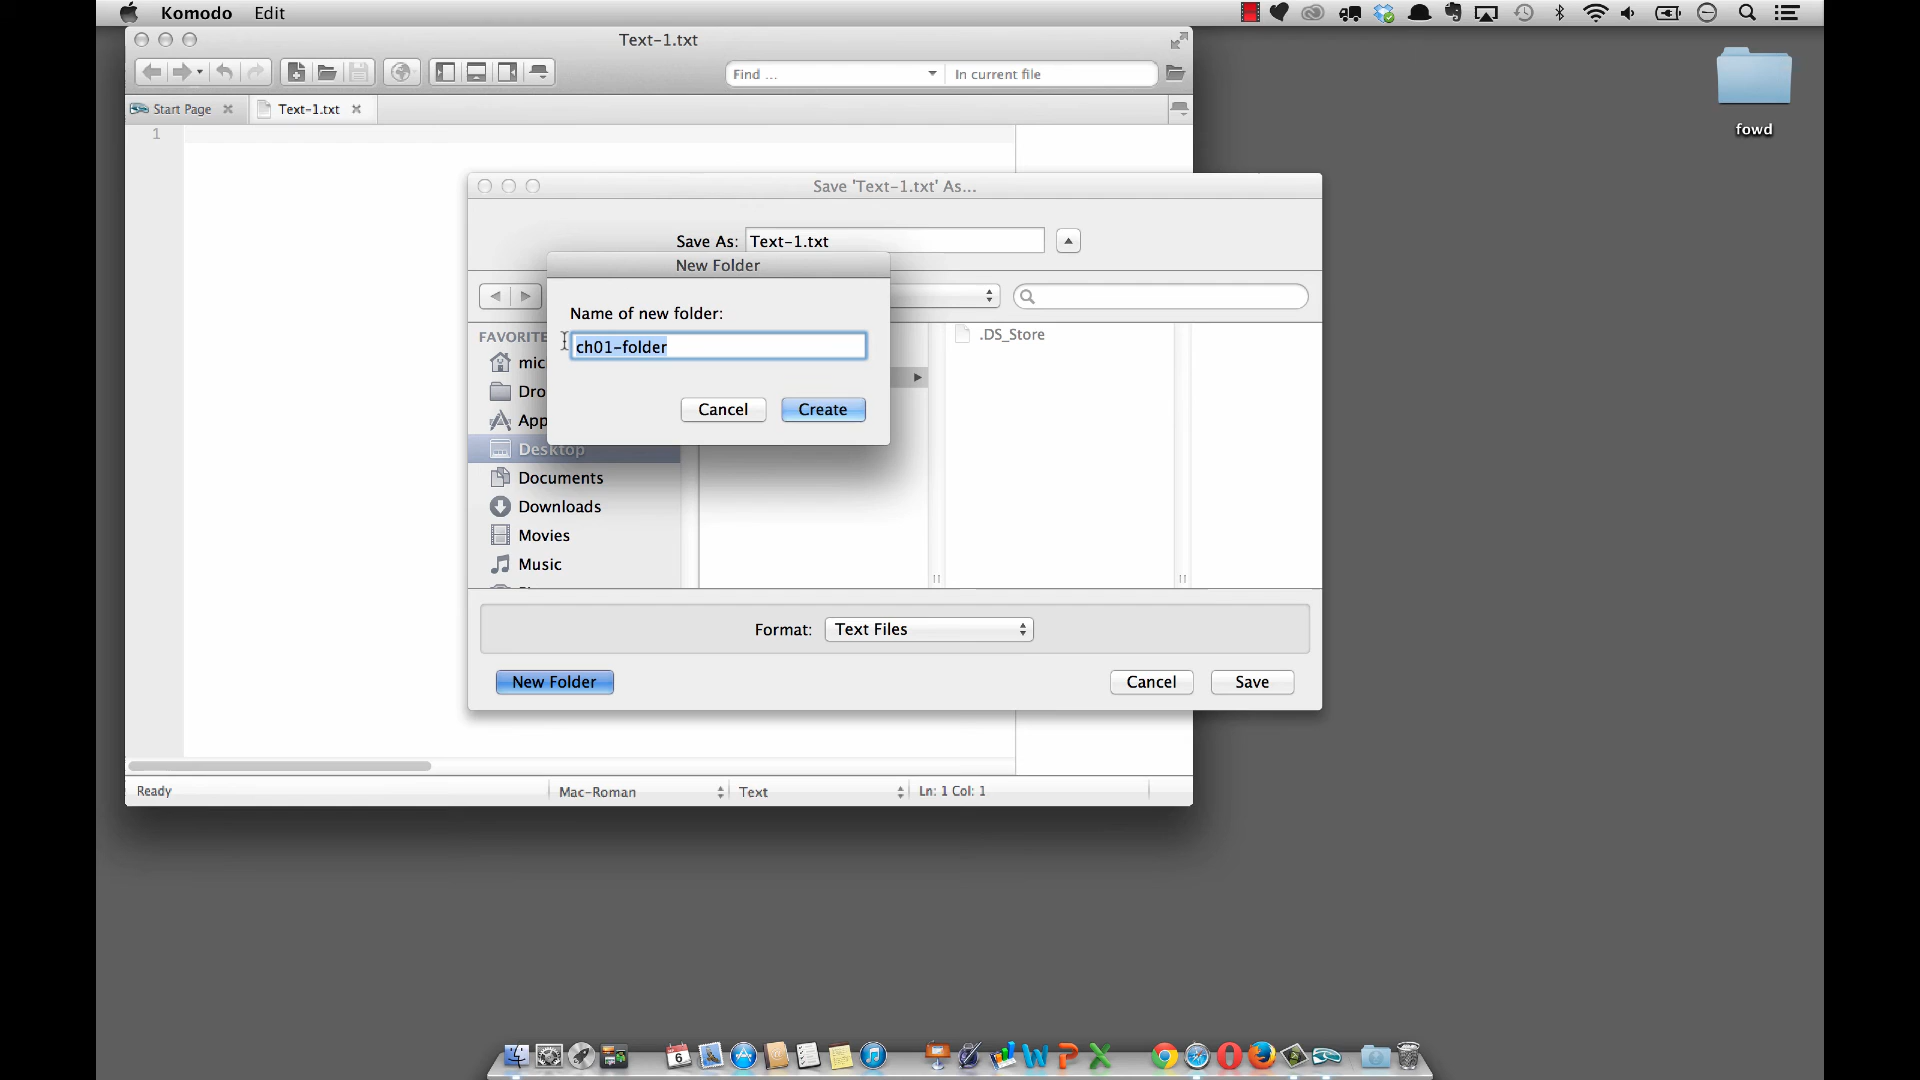 Komodo Edit
Text-1.txt
Find ... In current file
Start Page Text-1.txt
1
fowd
Save 'Text-1.txt' As...
Save As: Text-1.txt
New Folder
Name of new folder:
ch01-folder
Cancel Create
FAVORITE
mic
Dro
App
Desktop
Documents
Downloads
Movies
Music
.DS_Store
Format: Text Files
New Folder Cancel Save
Ready Mac-Roman Text Ln: 1 Col: 1
6